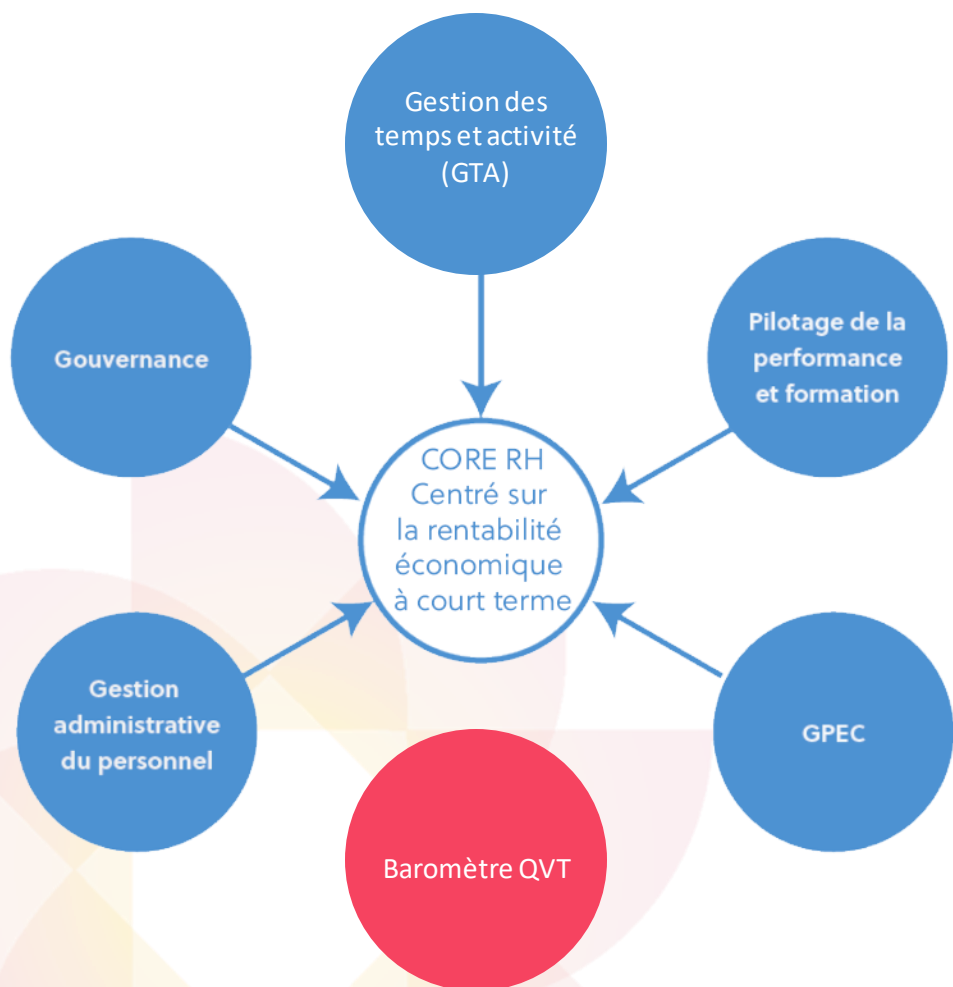 Gestion des
temps et activité
(GTA)
Gouvernance
Pilotage de la
performance
et formation
CORE RH
Centré sur
la rentabilité
économique
à court terme
Gestion
administrative
du personnel
GPEC
Baromètre QVT